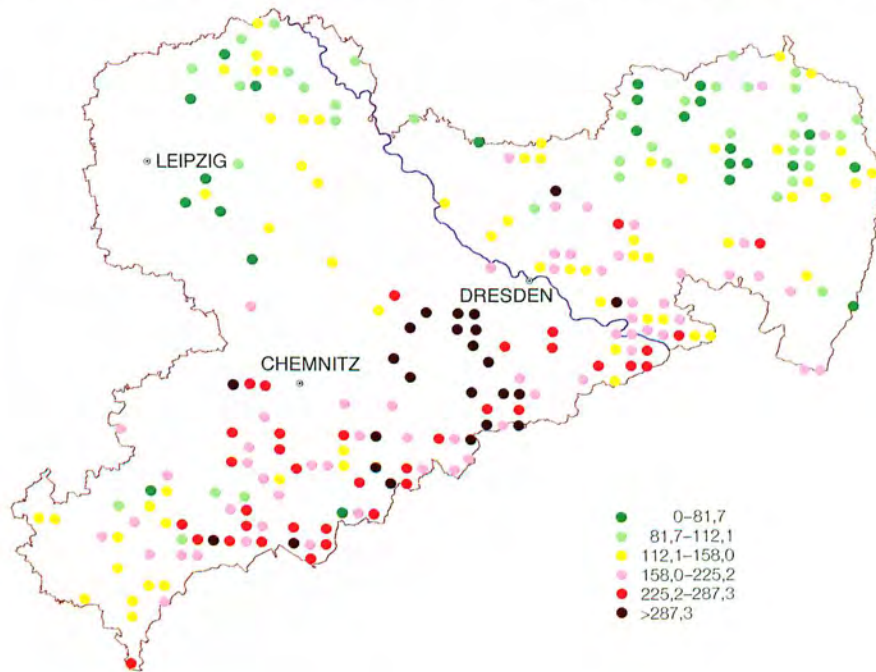 LEIPZIG
DRESDEN
CHEMNITZ
0–81,7
81,7–112,1
112,1–158,0
158,0–225,2
225,2–287,3
>287,3